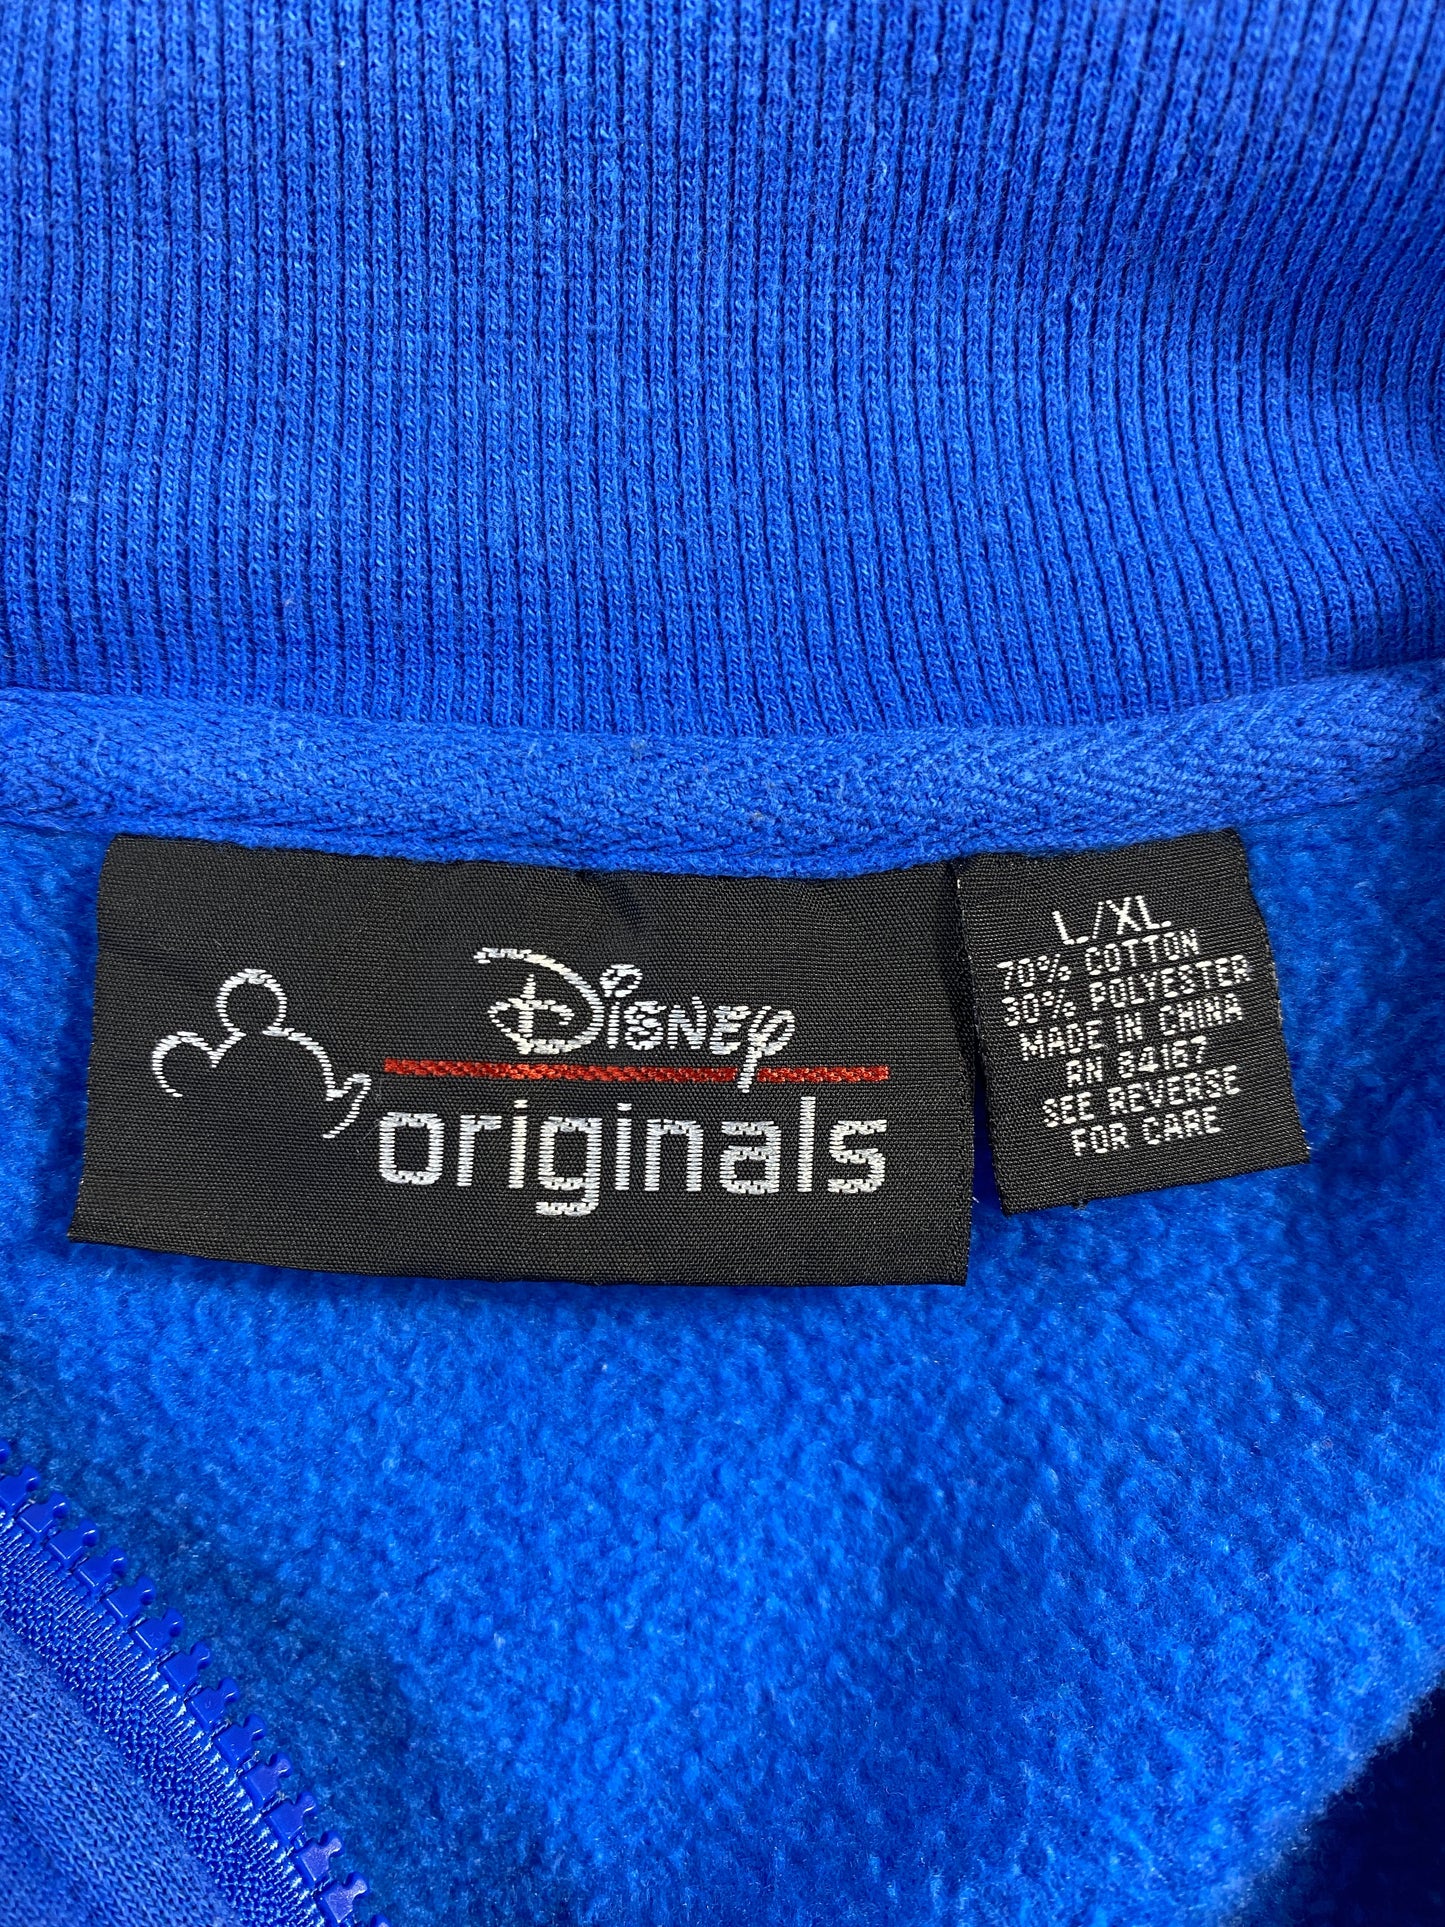 Disney
originals
L/XL
70% COTTON
30% POLYESTER
MADE IN CHINA
RN 84167
SEE REVERSE
FOR CARE